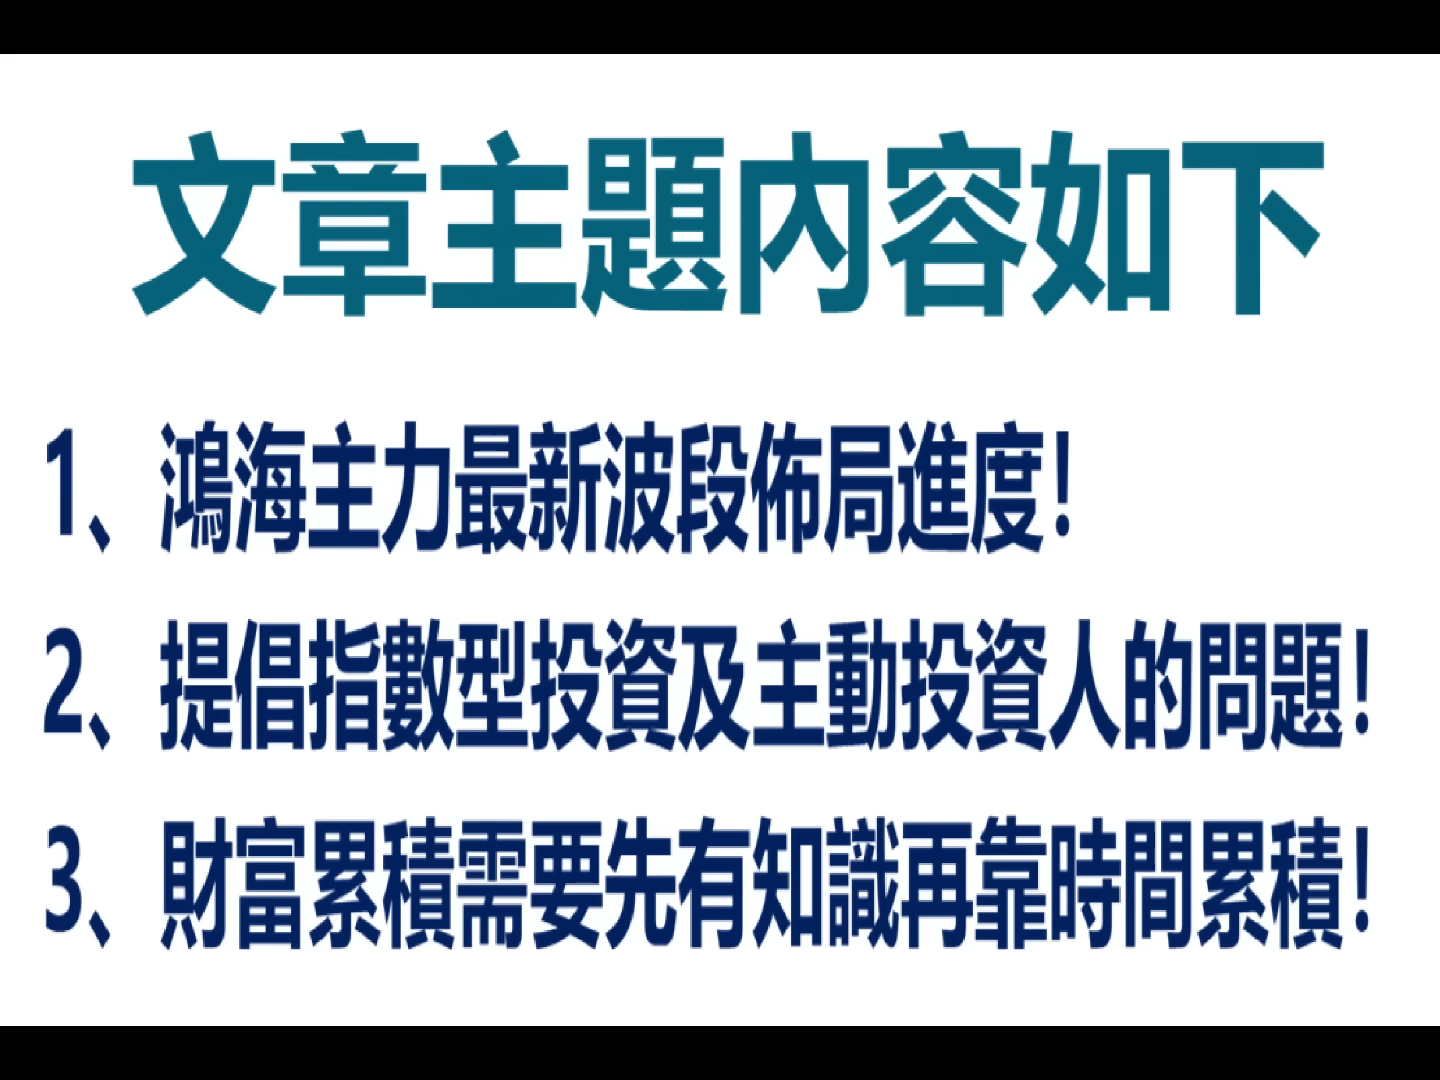 文章主題內容如下
1、鴻海主力最新波段佈局進度!
2、提倡指數型投資及主動投資人的問題!
3、財富累積需要先有知識再靠時間累積!